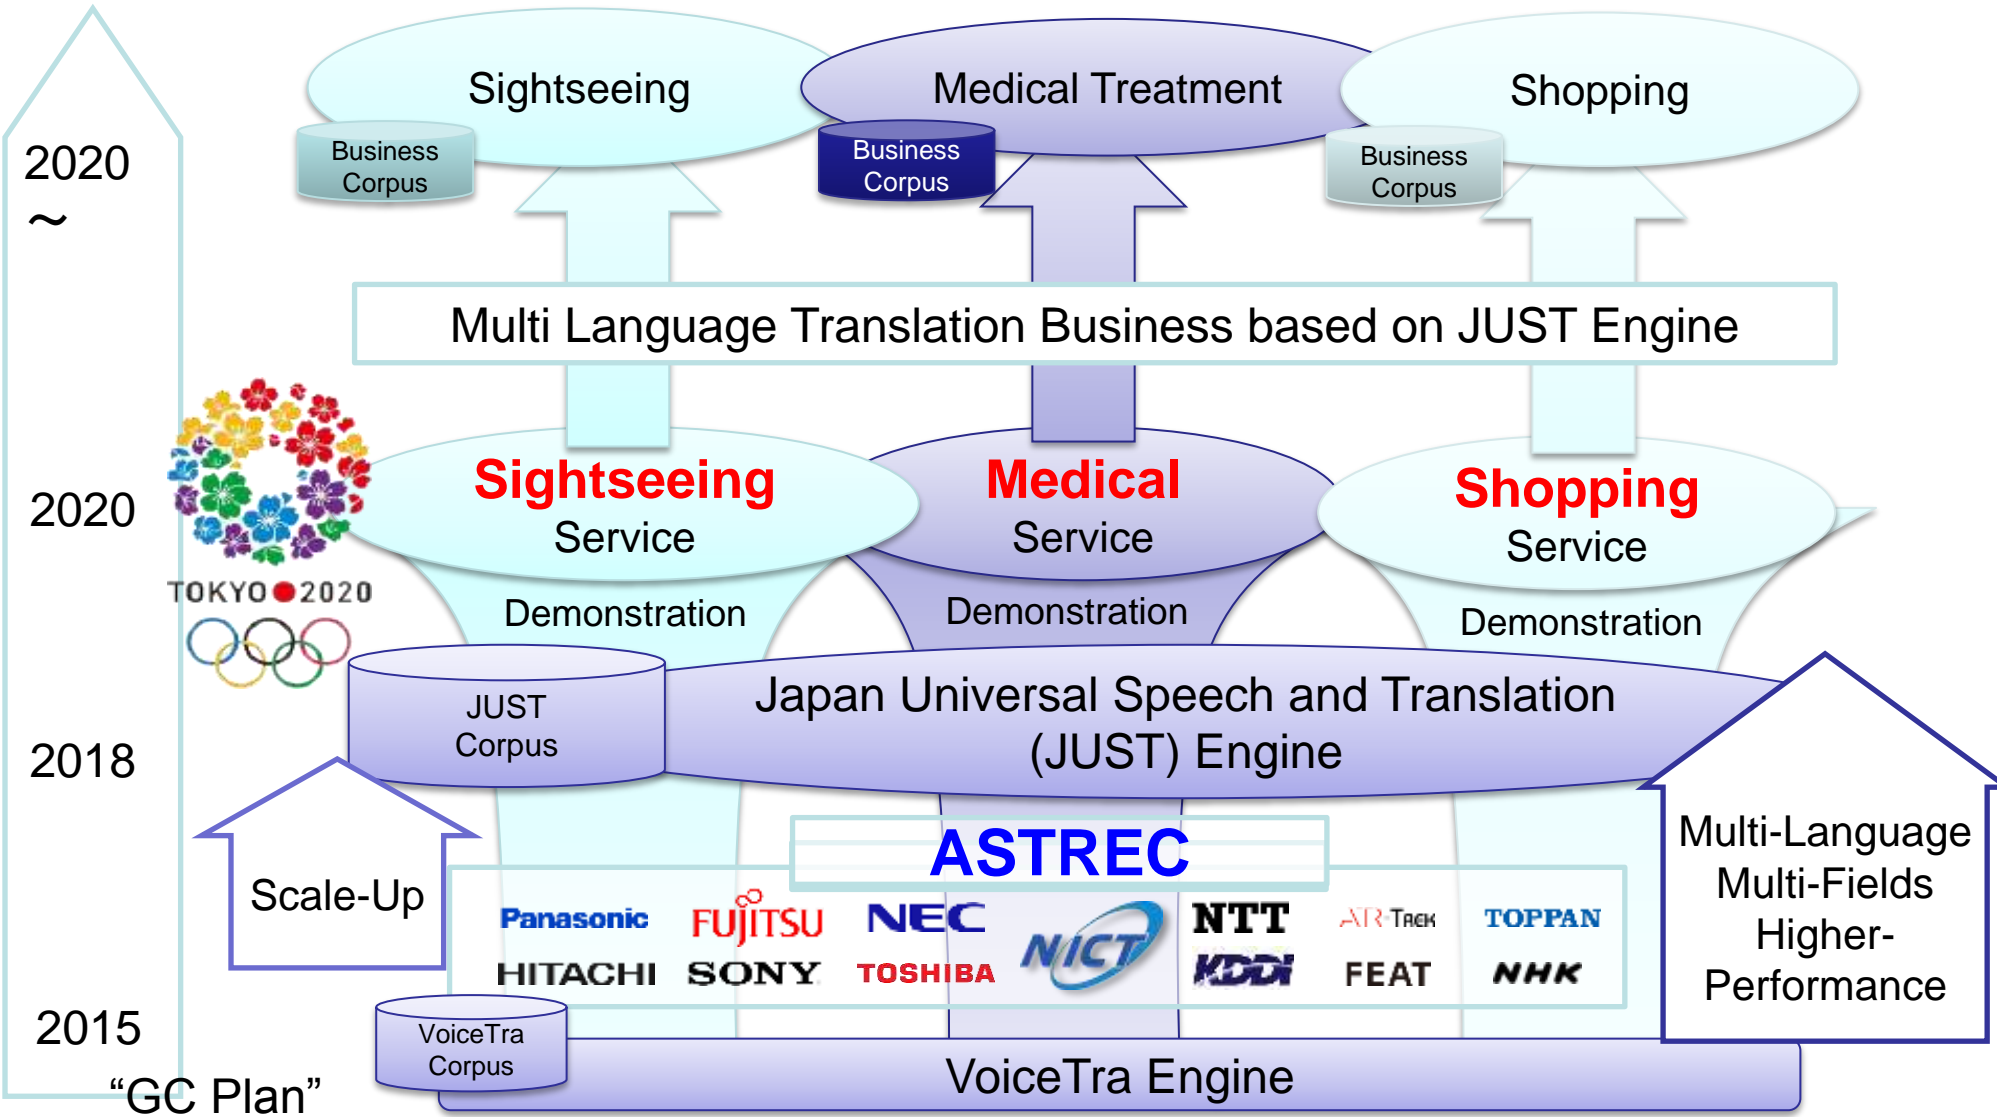 Sightseeing
Medical Treatment
Shopping
Business
Corpus
Business
Corpus
Business
Corpus
2020
～
Multi Language Translation Business based on JUST Engine
2020
TOKYO 2020
Sightseeing
Service
Medical
Service
Shopping
Service
Demonstration
Demonstration
Demonstration
JUST
Corpus
Japan Universal Speech and Translation
(JUST) Engine
2018
Scale-Up
ASTREC
Panasonic
FUJITSU
NEC
NICT
NTT
AR-TREK
TOPPAN
HITACHI
SONY
TOSHIBA
KDDI
FEAT
NHK
Multi-Language
Multi-Fields
Higher-
Performance
2015
VoiceTra
Corpus
VoiceTra Engine
“GC Plan”